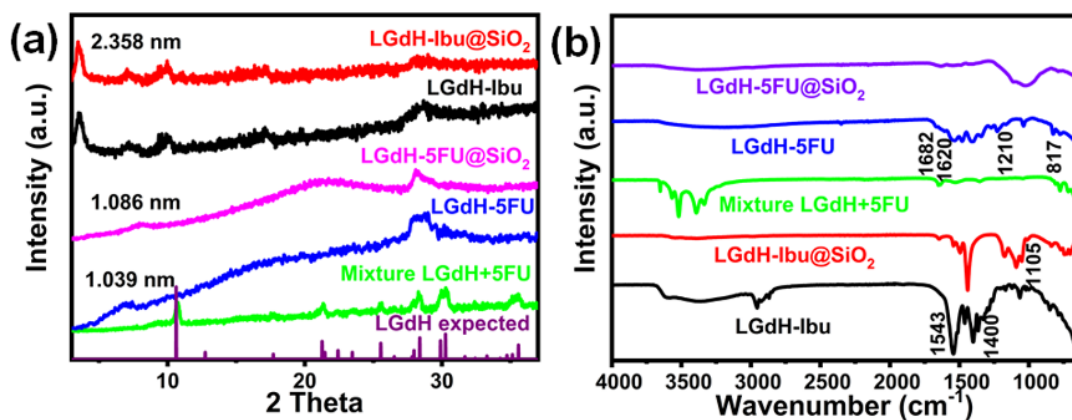 (a)
2.358 nm
LGdH-Ibu@SiO₂
LGdH-Ibu
LGdH-5FU@SiO₂
1.086 nm
LGdH-5FU
1.039 nm
Mixture LGdH+5FU
LGdH expected
Intensity (a.u.)
10 20 30
2 Theta
(b)
LGdH-5FU@SiO₂
LGdH-5FU
1682
1620
1210
817
Mixture LGdH+5FU
LGdH-Ibu@SiO₂
1105
LGdH-Ibu
1543
1400
Intensity (a.u.)
4000 3500 3000 2500 2000 1500 1000
Wavenumber (cm⁻¹)